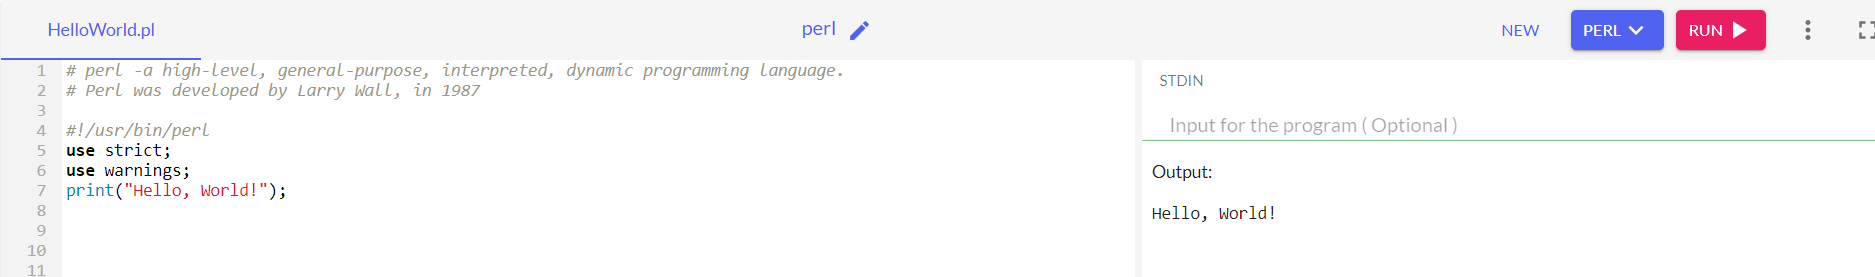 HelloWorld.pl
perl
NEW
PERL
RUN
1 # perl -a high-level, general-purpose, interpreted, dynamic programming language.
2 # Perl was developed by Larry Wall, in 1987
3
4 #!/usr/bin/perl
5 use strict;
6 use warnings;
7 print("Hello, World!");
8
9
10
11
STDIN
Input for the program ( Optional )
Output:
Hello, World!